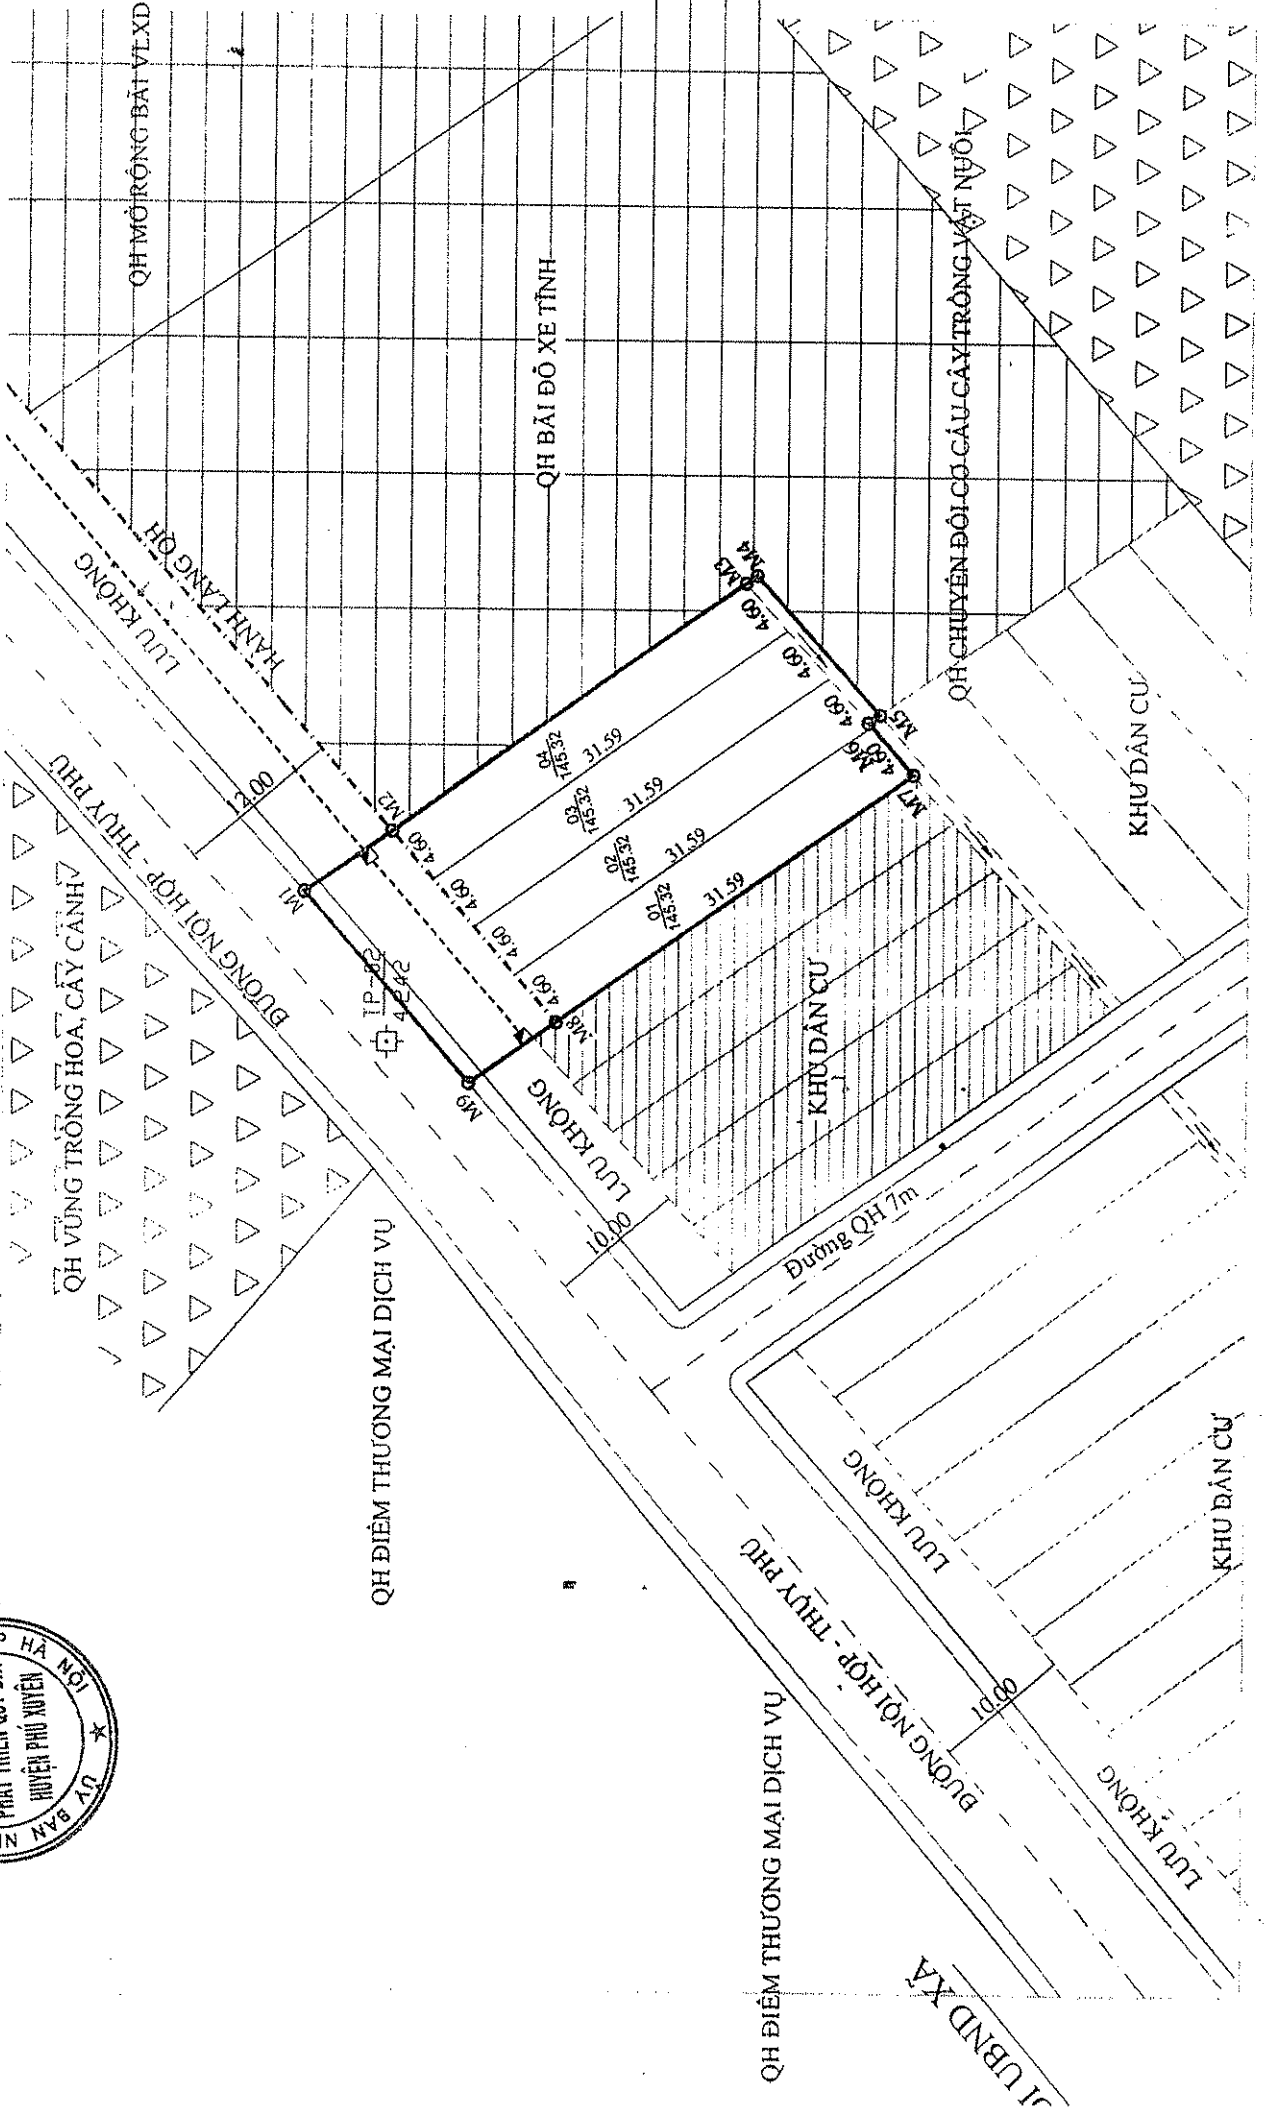 QH MỞ RỘNG BÃI VLXD
QH BÃI ĐỖ XE TĨNH
QH CHUYỂN ĐỔI CƠ CẤU CÂY TRỒNG VẬT NUÔI
HÀNH LANG QH
LƯU KHÔNG
ĐƯỜNG NỘI HỢP - THỤY PHÚ
12.00
QH VÙNG TRỒNG HOA, CÂY CẢNH
M1
M2
M3
M4
M5
M6
M7
M8
M9
4.60
4.60
4.60
4.60
4.60
4.60
4.60
4.60
04
145.32
31.59
03
145.32
31.59
02
145.32
31.59
01
145.32
31.59
KHU DÂN CƯ
KHU DÂN CƯ
LƯU KHÔNG
10.00
Đường QH 7m
QH ĐIỂM THƯƠNG MẠI DỊCH VỤ
LƯU KHÔNG
KHU DÂN CƯ
ĐƯỜNG NỘI HỢP - THỤY PHÚ
10.00
LƯU KHÔNG
QH ĐIỂM THƯƠNG MẠI DỊCH VỤ
UBND XÃ
HÀ NỘI
HUYỆN PHÚ XUYÊN
ỦY BAN